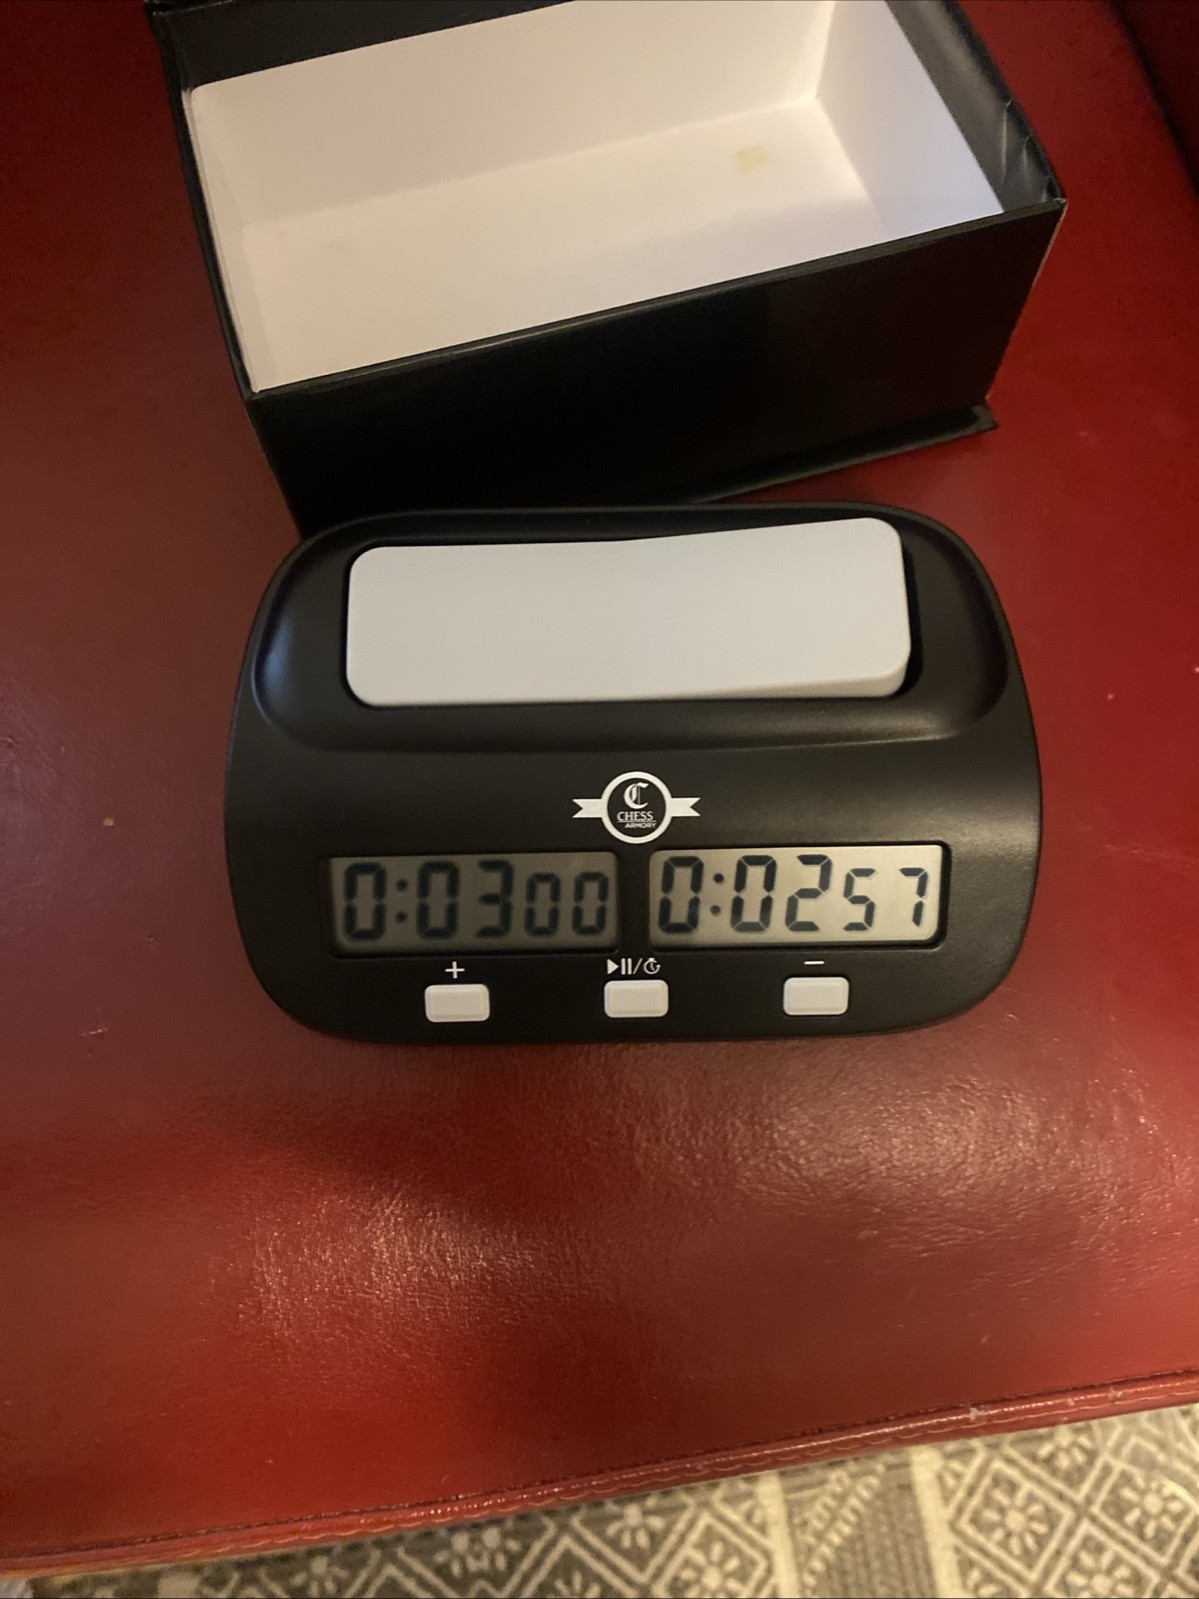 C
CHESS
ARMORY
0:0300 0:0257
+ ▶II/⏱ −